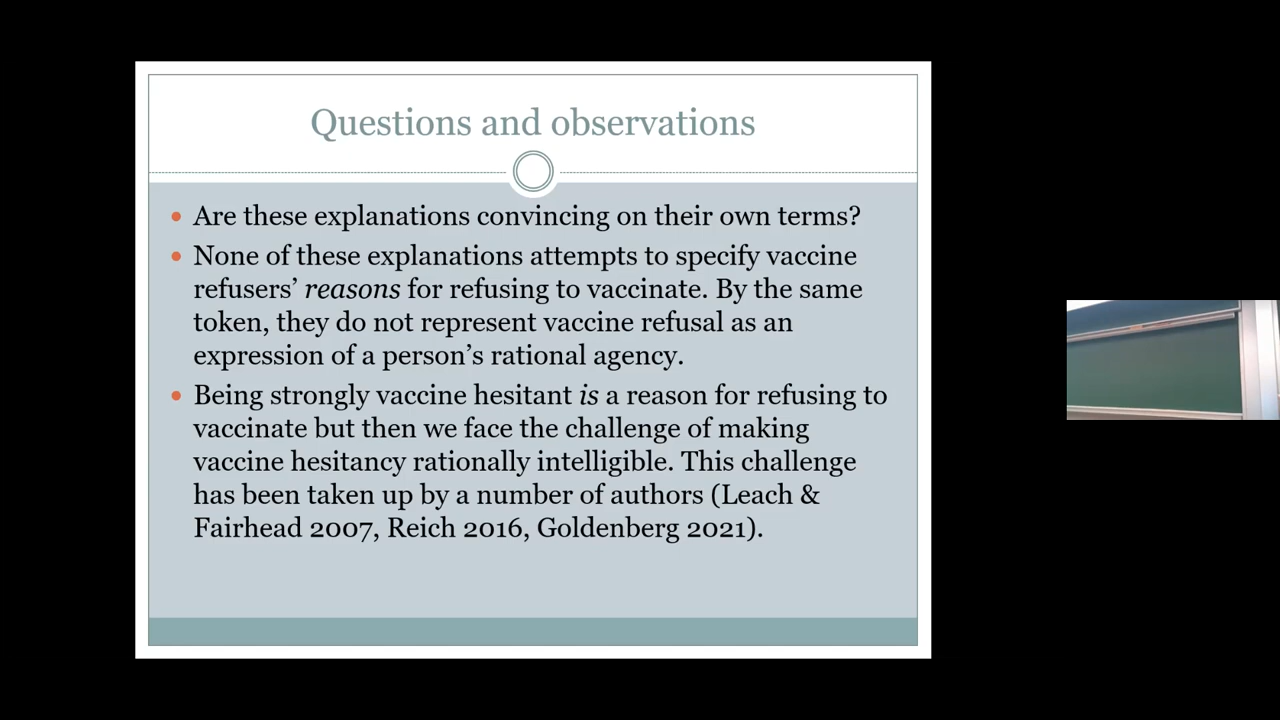 Questions and observations
Are these explanations convincing on their own terms?
None of these explanations attempts to specify vaccine
refusers’ reasons for refusing to vaccinate. By the same
token, they do not represent vaccine refusal as an
expression of a person’s rational agency.
Being strongly vaccine hesitant is a reason for refusing to
vaccinate but then we face the challenge of making
vaccine hesitancy rationally intelligible. This challenge
has been taken up by a number of authors (Leach &
Fairhead 2007, Reich 2016, Goldenberg 2021).